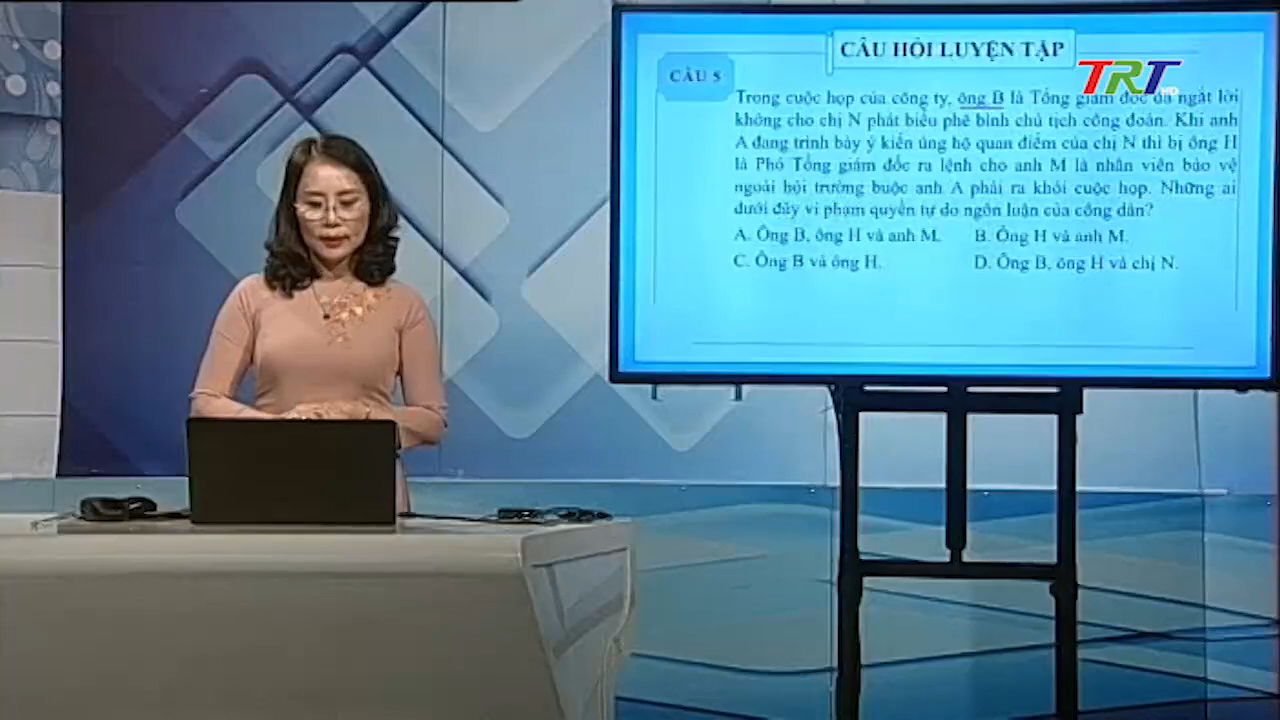 CÂU HỎI LUYỆN TẬP
TRT HD
CÂU 5
Trong cuộc họp của công ty, ông B là Tổng giám đốc đã ngắt lời
không cho chị N phát biểu phê bình chủ tịch công đoàn. Khi anh
A đang trình bày ý kiến ủng hộ quan điểm của chị N thì bị ông H
là Phó Tổng giám đốc ra lệnh cho anh M là nhân viên bảo vệ
ngoài hội trường buộc anh A phải ra khỏi cuộc họp. Những ai
dưới đây vi phạm quyền tự do ngôn luận của công dân?
A. Ông B, ông H và anh M. B. Ông H và anh M.
C. Ông B và ông H. D. Ông B, ông H và chị N.